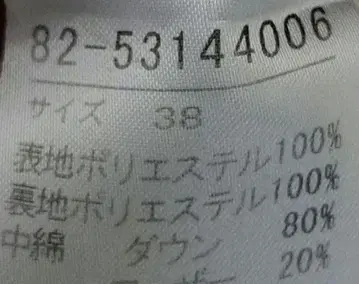 82-53144006
サイズ 38
表地ポリエステル100%
裏地ポリエステル100%
中綿 ダウン 80%
20%